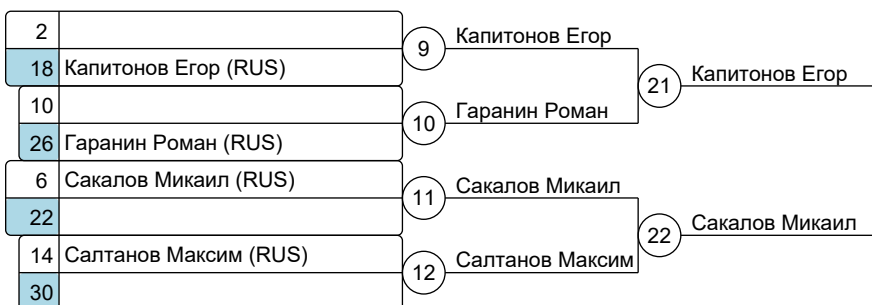 2
9
Капитонов Егор
18 Капитонов Егор (RUS)
21
Капитонов Егор
10
10
Гаранин Роман
26 Гаранин Роман (RUS)
6 Сакалов Микаил (RUS)
11
Сакалов Микаил
22
22
Сакалов Микаил
14 Салтанов Максим (RUS)
12
Салтанов Максим
30